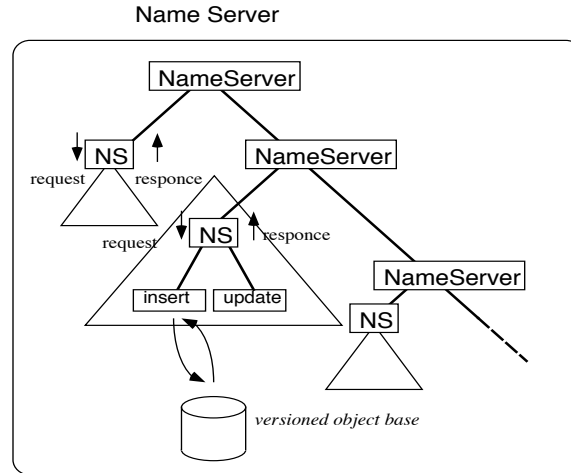 Name Server
NameServer
NS
NameServer
request
responce
request
NS
responce
NameServer
insert
update
NS
versioned object base